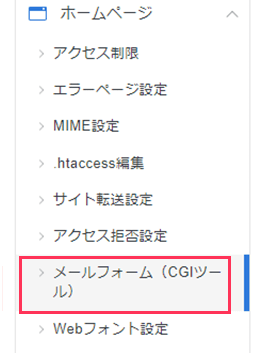 ホームページ
アクセス制限
エラーページ設定
MIME設定
.htaccess編集
サイト転送設定
アクセス拒否設定
メールフォーム（CGIツー
ル）
Webフォント設定